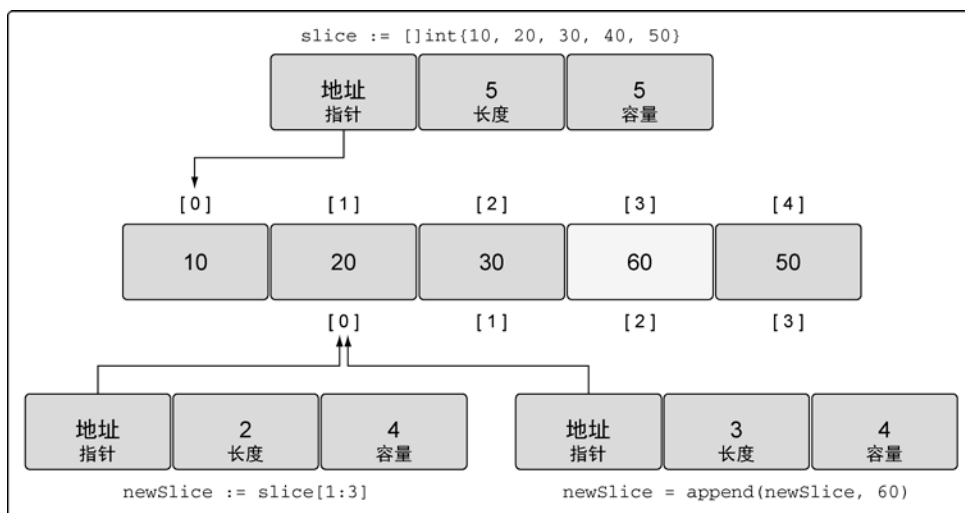 slice := []int{10, 20, 30, 40, 50}
地址 5 5
指针 长度 容量
[0] [1] [2] [3] [4]
10 20 30 60 50
[0] [1] [2] [3]
地址 2 4 地址 3 4
指针 长度 容量 指针 长度 容量
newSlice := slice[1:3] newSlice = append(newSlice, 60)